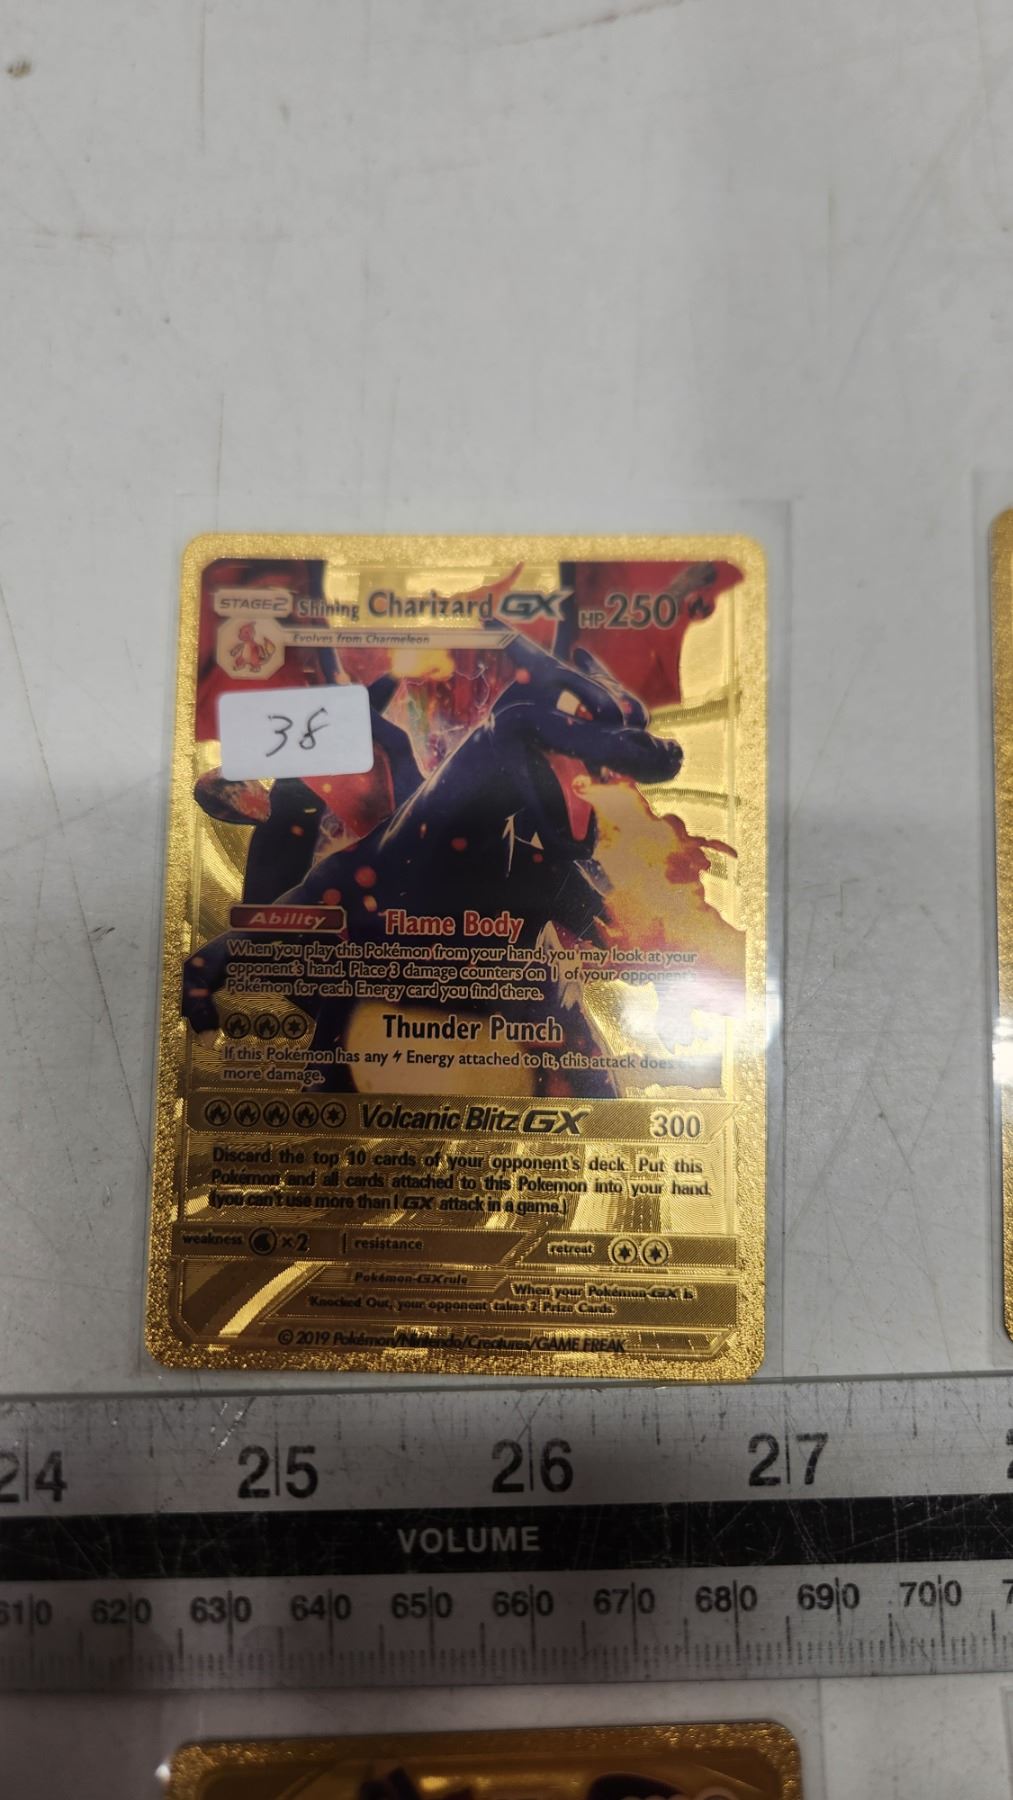 STAGE2 Shining Charizard GX HP250
Evolves from Charmeleon
38
Ability Flame Body
When you play this Pokémon from your hand, you may look at your
opponent's hand. Place 3 damage counters on 1 of your opponent's
Pokémon for each Energy card you find there.
Thunder Punch
If this Pokémon has any Energy attached to it, this attack does
more damage.
Volcanic Blitz GX 300
Discard the top 10 cards of your opponent's deck. Put this
Pokémon and all cards attached to this Pokemon into your hand.
(you can't use more than 1 GX attack in a game.)
weakness ×2 resistance retreat
Pokémon-GX rule When your Pokémon-GX is
Knocked Out, your opponent takes 2 Prize Cards.
© 2019 Pokémon/Nintendo/Creatures/GAME FREAK
24 25 26 27
VOLUME
610 620 630 640 650 660 670 680 690 700